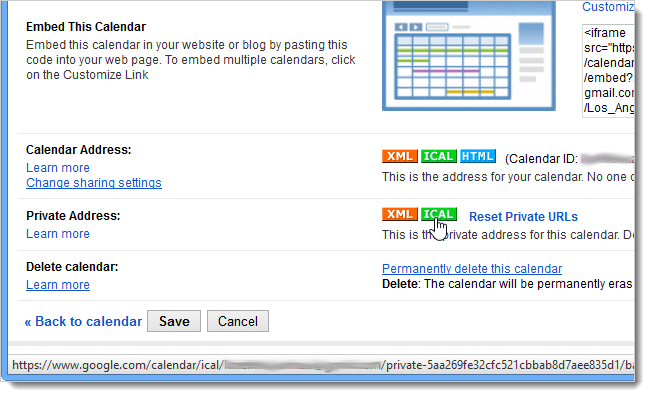 Customiz
Embed This Calendar
Embed this calendar in your website or blog by pasting this
code into your web page. To embed multiple calendars, click
on the Customize Link
<iframe
src="https
/calendar
/embed?
gmail.com
/Los_Ang
Calendar Address:
Learn more
Change sharing settings
XML ICAL HTML (Calendar ID:
This is the address for your calendar. No one c
Private Address:
Learn more
XML ICAL Reset Private URLs
This is the private address for this calendar. D
Delete calendar:
Learn more
Permanently delete this calendar
Delete: The calendar will be permanently eras
« Back to calendar Save Cancel
https://www.google.com/calendar/ical/ /private-5aa269fe32cfc521cbbab8d7aee835d1/ba